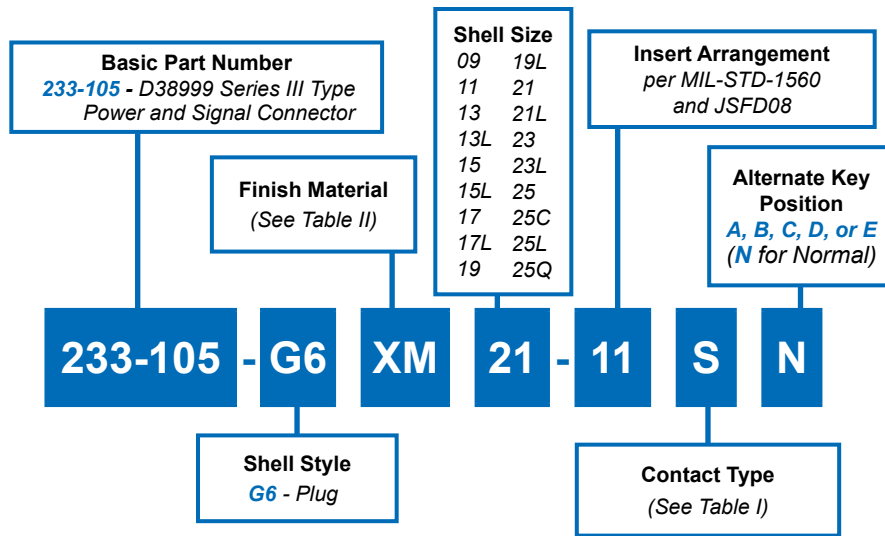 Basic Part Number
233-105 - D38999 Series III Type
Power and Signal Connector
Finish Material
(See Table II)
Shell Size
09 19L
11 21
13 21L
13L 23
15 23L
15L 25
17 25C
17L 25L
19 25Q
Insert Arrangement
per MIL-STD-1560
and JSFD08
Alternate Key
Position
A, B, C, D, or E
(N for Normal)
233-105 - G6 XM 21 - 11 S N
Shell Style
G6 - Plug
Contact Type
(See Table I)